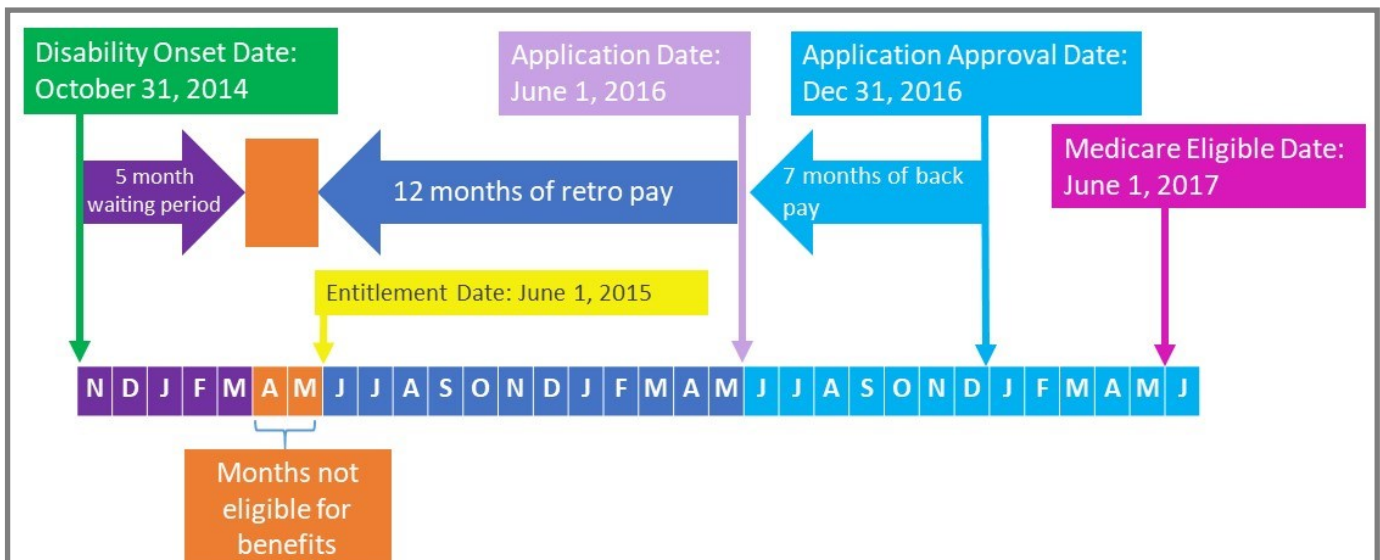 Disability Onset Date:
October 31, 2014
Application Date:
June 1, 2016
Application Approval Date:
Dec 31, 2016
Medicare Eligible Date:
June 1, 2017
5 month
waiting period
12 months of retro pay
7 months of back
pay
Entitlement Date: June 1, 2015
N D J F M A M J J A S O N D J F M A M J J A S O N D J F M A M J
Months not
eligible for
benefits